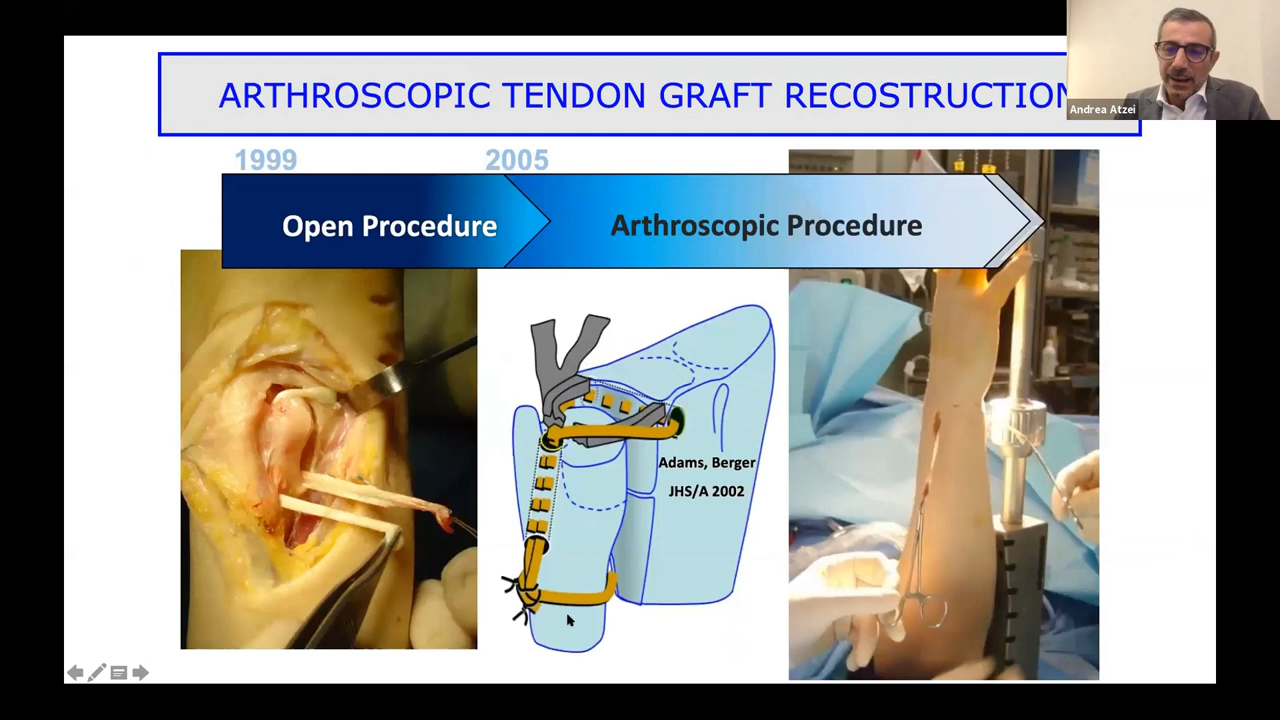 ARTHROSCOPIC TENDON GRAFT RECOSTRUCTION
Andrea Atzei
1999
2005
Open Procedure
Arthroscopic Procedure
Adams, Berger
JHS/A 2002